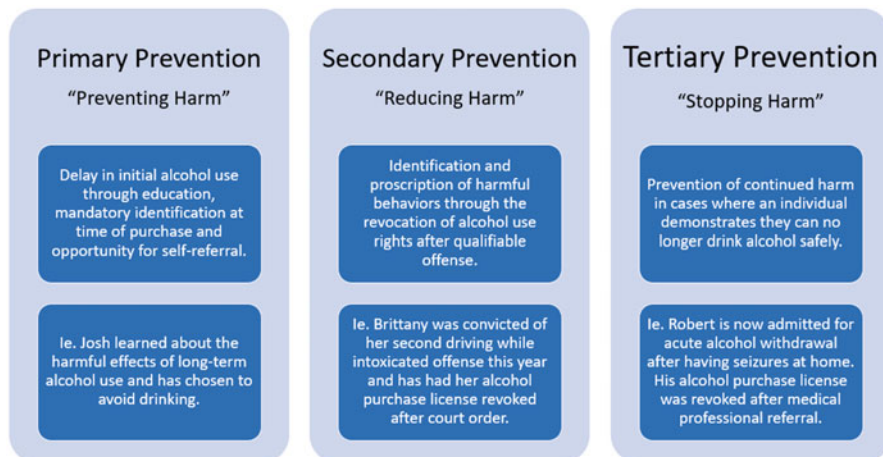 Primary Prevention
“Preventing Harm”
Delay in initial alcohol use
through education,
mandatory identification at
time of purchase and
opportunity for self-referral.
Ie. Josh learned about the
harmful effects of long-term
alcohol use and has chosen to
avoid drinking.
Secondary Prevention
“Reducing Harm”
Identification and
proscription of harmful
behaviors through the
revocation of alcohol use
rights after qualifiable
offense.
Ie. Brittany was convicted of
her second driving while
intoxicated offense this year
and has had her alcohol
purchase license revoked
after court order.
Tertiary Prevention
“Stopping Harm”
Prevention of continued harm
in cases where an individual
demonstrates they can no
longer drink alcohol safely.
Ie. Robert is now admitted for
acute alcohol withdrawal
after having seizures at home.
His alcohol purchase license
was revoked after medical
professional referral.